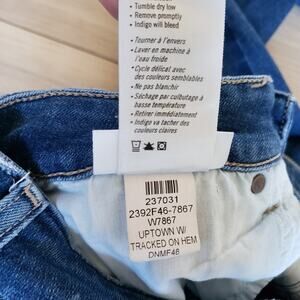 • Tumble dry low
• Remove promptly
• Indigo will bleed
• Tourner à l'envers
• Laver en machine à
l'eau froide
• Cycle délicat avec
des couleurs semblables
• Ne pas blanchir
• Séchage par culbutage à
basse température
• Retirer immédiatement
• Indigo va tacher des
couleurs claires
237031
2392F46-7867
W7867
UPTOWN W/
TRACKED ON HEM
DNMF46